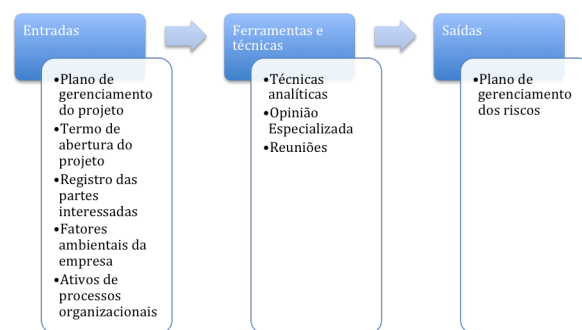 Entradas
•Plano de
gerenciamento
do projeto
•Termo de
abertura do
projeto
•Registro das
partes
interessadas
•Fatores
ambientais da
empresa
•Ativos de
processos
organizacionais
Ferramentas e
técnicas
•Técnicas
analíticas
•Opinião
Especializada
•Reuniões
Saídas
•Plano de
gerenciamento
dos riscos